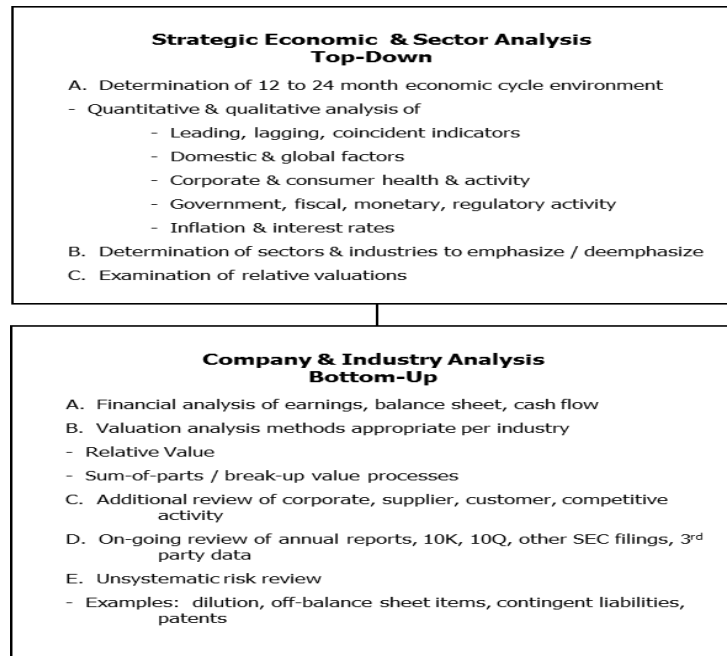 Strategic Economic & Sector Analysis
Top-Down
A. Determination of 12 to 24 month economic cycle environment
- Quantitative & qualitative analysis of
- Leading, lagging, coincident indicators
- Domestic & global factors
- Corporate & consumer health & activity
- Government, fiscal, monetary, regulatory activity
- Inflation & interest rates
B. Determination of sectors & industries to emphasize / deemphasize
C. Examination of relative valuations
Company & Industry Analysis
Bottom-Up
A. Financial analysis of earnings, balance sheet, cash flow
B. Valuation analysis methods appropriate per industry
- Relative Value
- Sum-of-parts / break-up value processes
C. Additional review of corporate, supplier, customer, competitive
activity
D. On-going review of annual reports, 10K, 10Q, other SEC filings, 3rd
party data
E. Unsystematic risk review
- Examples: dilution, off-balance sheet items, contingent liabilities,
patents